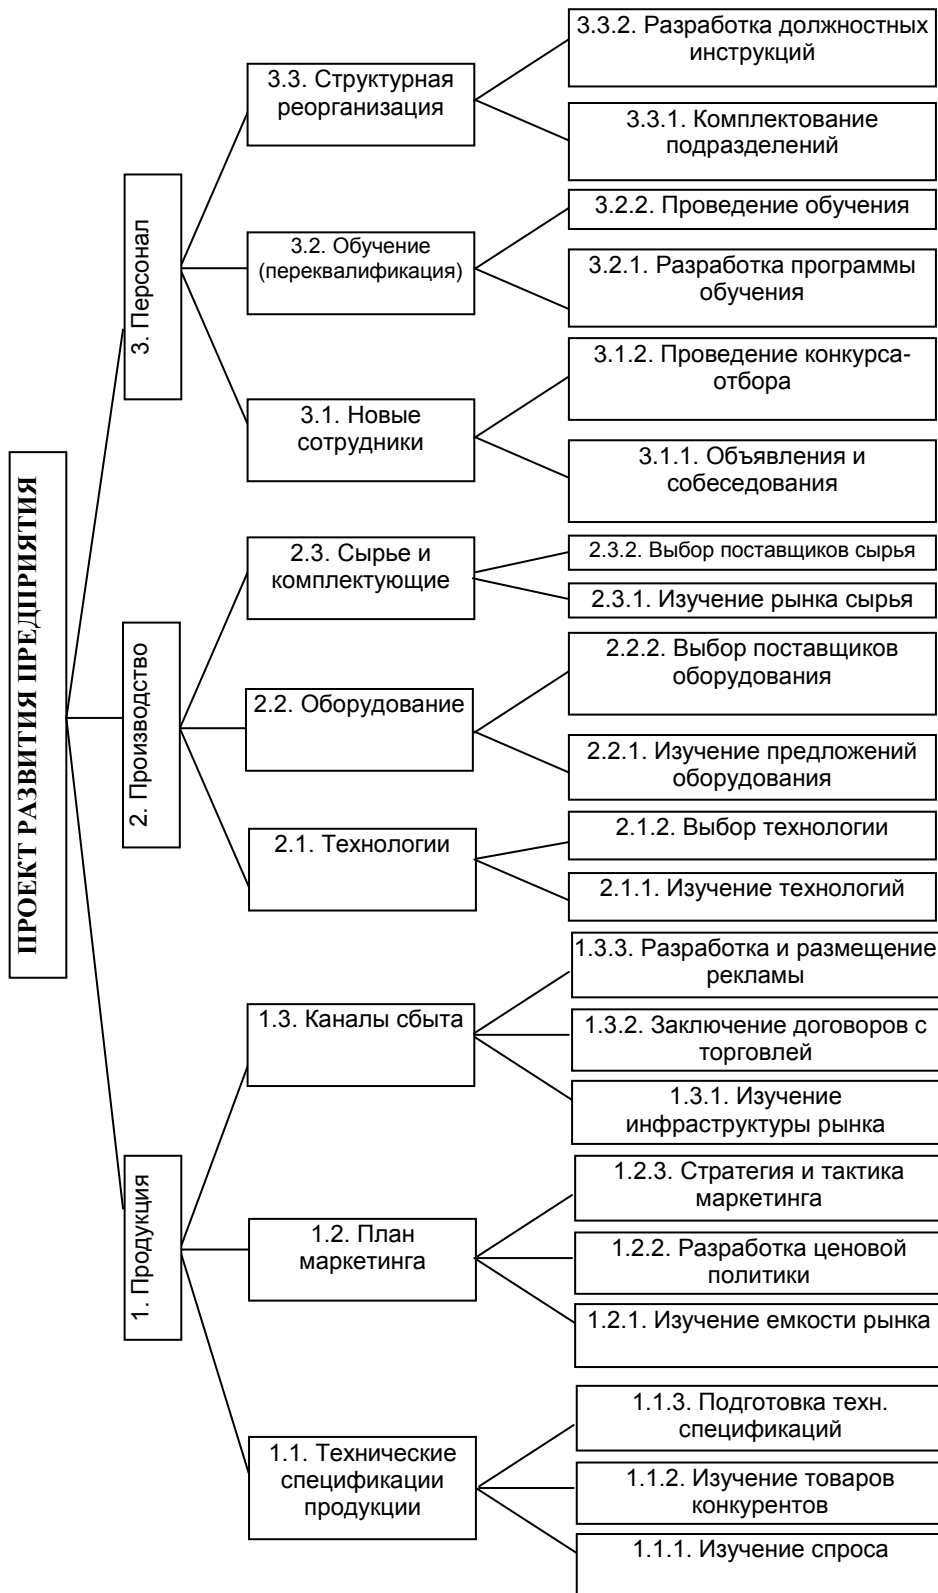 ПРОЕКТ РАЗВИТИЯ ПРЕДПРИЯТИЯ
3. Персонал
3.3. Структурная
реорганизация
3.3.2. Разработка должностных
инструкций
3.3.1. Комплектование
подразделений
3.2. Обучение
(переквалификация)
3.2.2. Проведение обучения
3.2.1. Разработка программы
обучения
3.1. Новые
сотрудники
3.1.2. Проведение конкурса-
отбора
3.1.1. Объявления и
собеседования
2. Производство
2.3. Сырье и
комплектующие
2.3.2. Выбор поставщиков сырья
2.3.1. Изучение рынка сырья
2.2. Оборудование
2.2.2. Выбор поставщиков
оборудования
2.2.1. Изучение предложений
оборудования
2.1. Технологии
2.1.2. Выбор технологии
2.1.1. Изучение технологий
1. Продукция
1.3. Каналы сбыта
1.3.3. Разработка и размещение
рекламы
1.3.2. Заключение договоров с
торговлей
1.3.1. Изучение
инфраструктуры рынка
1.2. План
маркетинга
1.2.3. Стратегия и тактика
маркетинга
1.2.2. Разработка ценовой
политики
1.2.1. Изучение емкости рынка
1.1. Технические
спецификации
продукции
1.1.3. Подготовка техн.
спецификаций
1.1.2. Изучение товаров
конкурентов
1.1.1. Изучение спроса